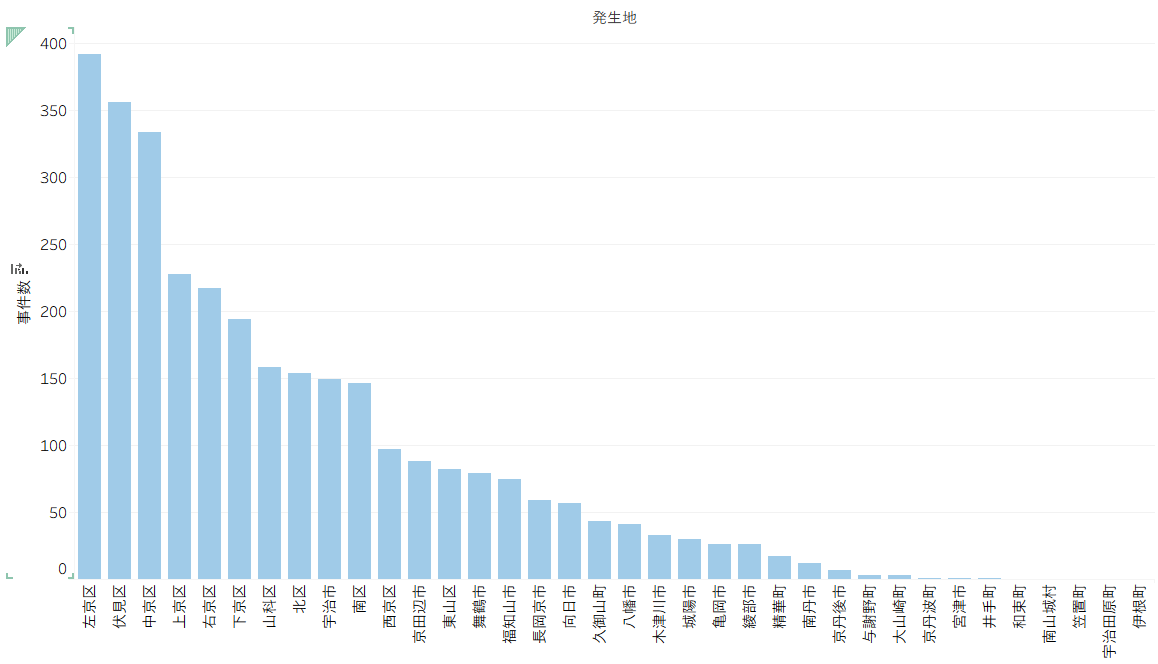 発生地
事件数
400
350
300
250
200
150
100
50
0
左京区
伏見区
中京区
上京区
右京区
下京区
山科区
北区
宇治市
南区
西京区
京田辺市
東山区
舞鶴市
福知山市
長岡京市
向日市
久御山町
八幡市
木津川市
城陽市
亀岡市
綾部市
精華町
南丹市
京丹後市
与謝野町
大山崎町
京丹波町
宮津市
井手町
和束町
南山城村
笠置町
宇治田原町
伊根町